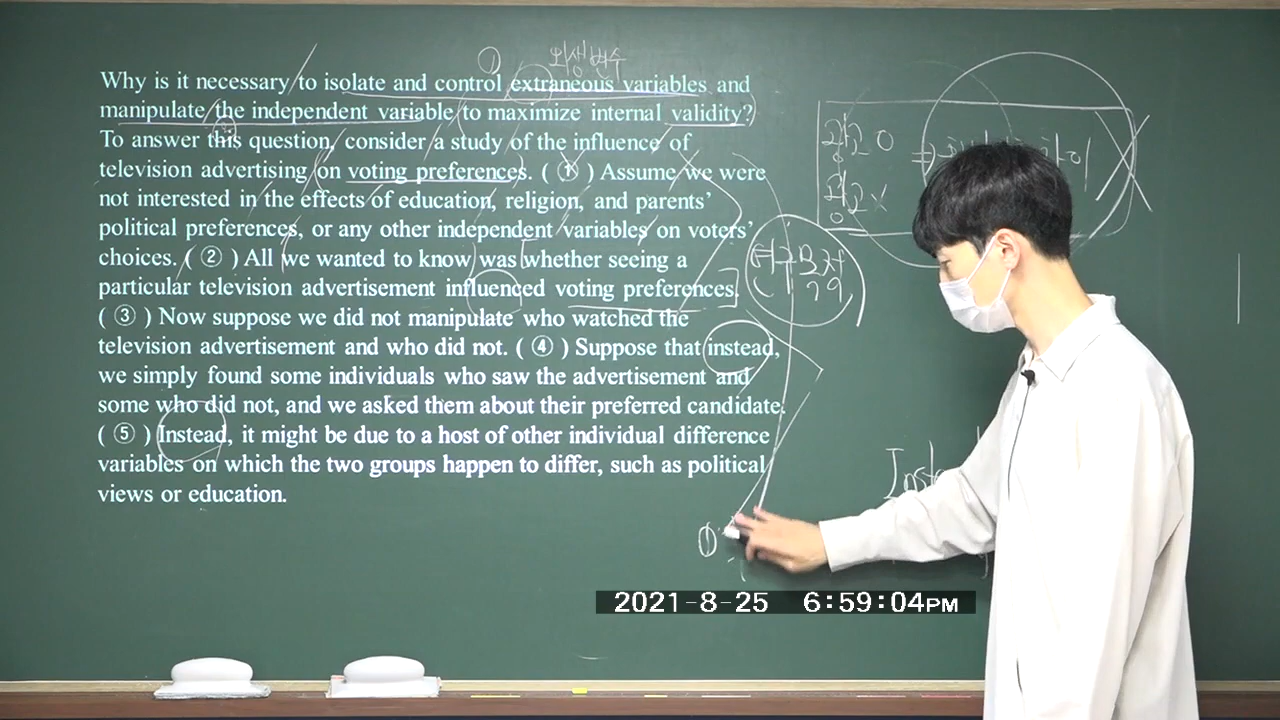 ① 외생변수
Why is it necessary to isolate and control extraneous variables and
manipulate the independent variable to maximize internal validity?
To answer this question, consider a study of the influence of
television advertising on voting preferences. ( ① ) Assume we were
not interested in the effects of education, religion, and parents’
political preferences, or any other independent variables on voters’
choices. ( ② ) All we wanted to know was whether seeing a
particular television advertisement influenced voting preferences.
( ③ ) Now suppose we did not manipulate who watched the
television advertisement and who did not. ( ④ ) Suppose that instead,
we simply found some individuals who saw the advertisement and
some who did not, and we asked them about their preferred candidate.
( ⑤ ) Instead, it might be due to a host of other individual difference
variables on which the two groups happen to differ, such as political
views or education.
2021-8-25 6:59:04PM